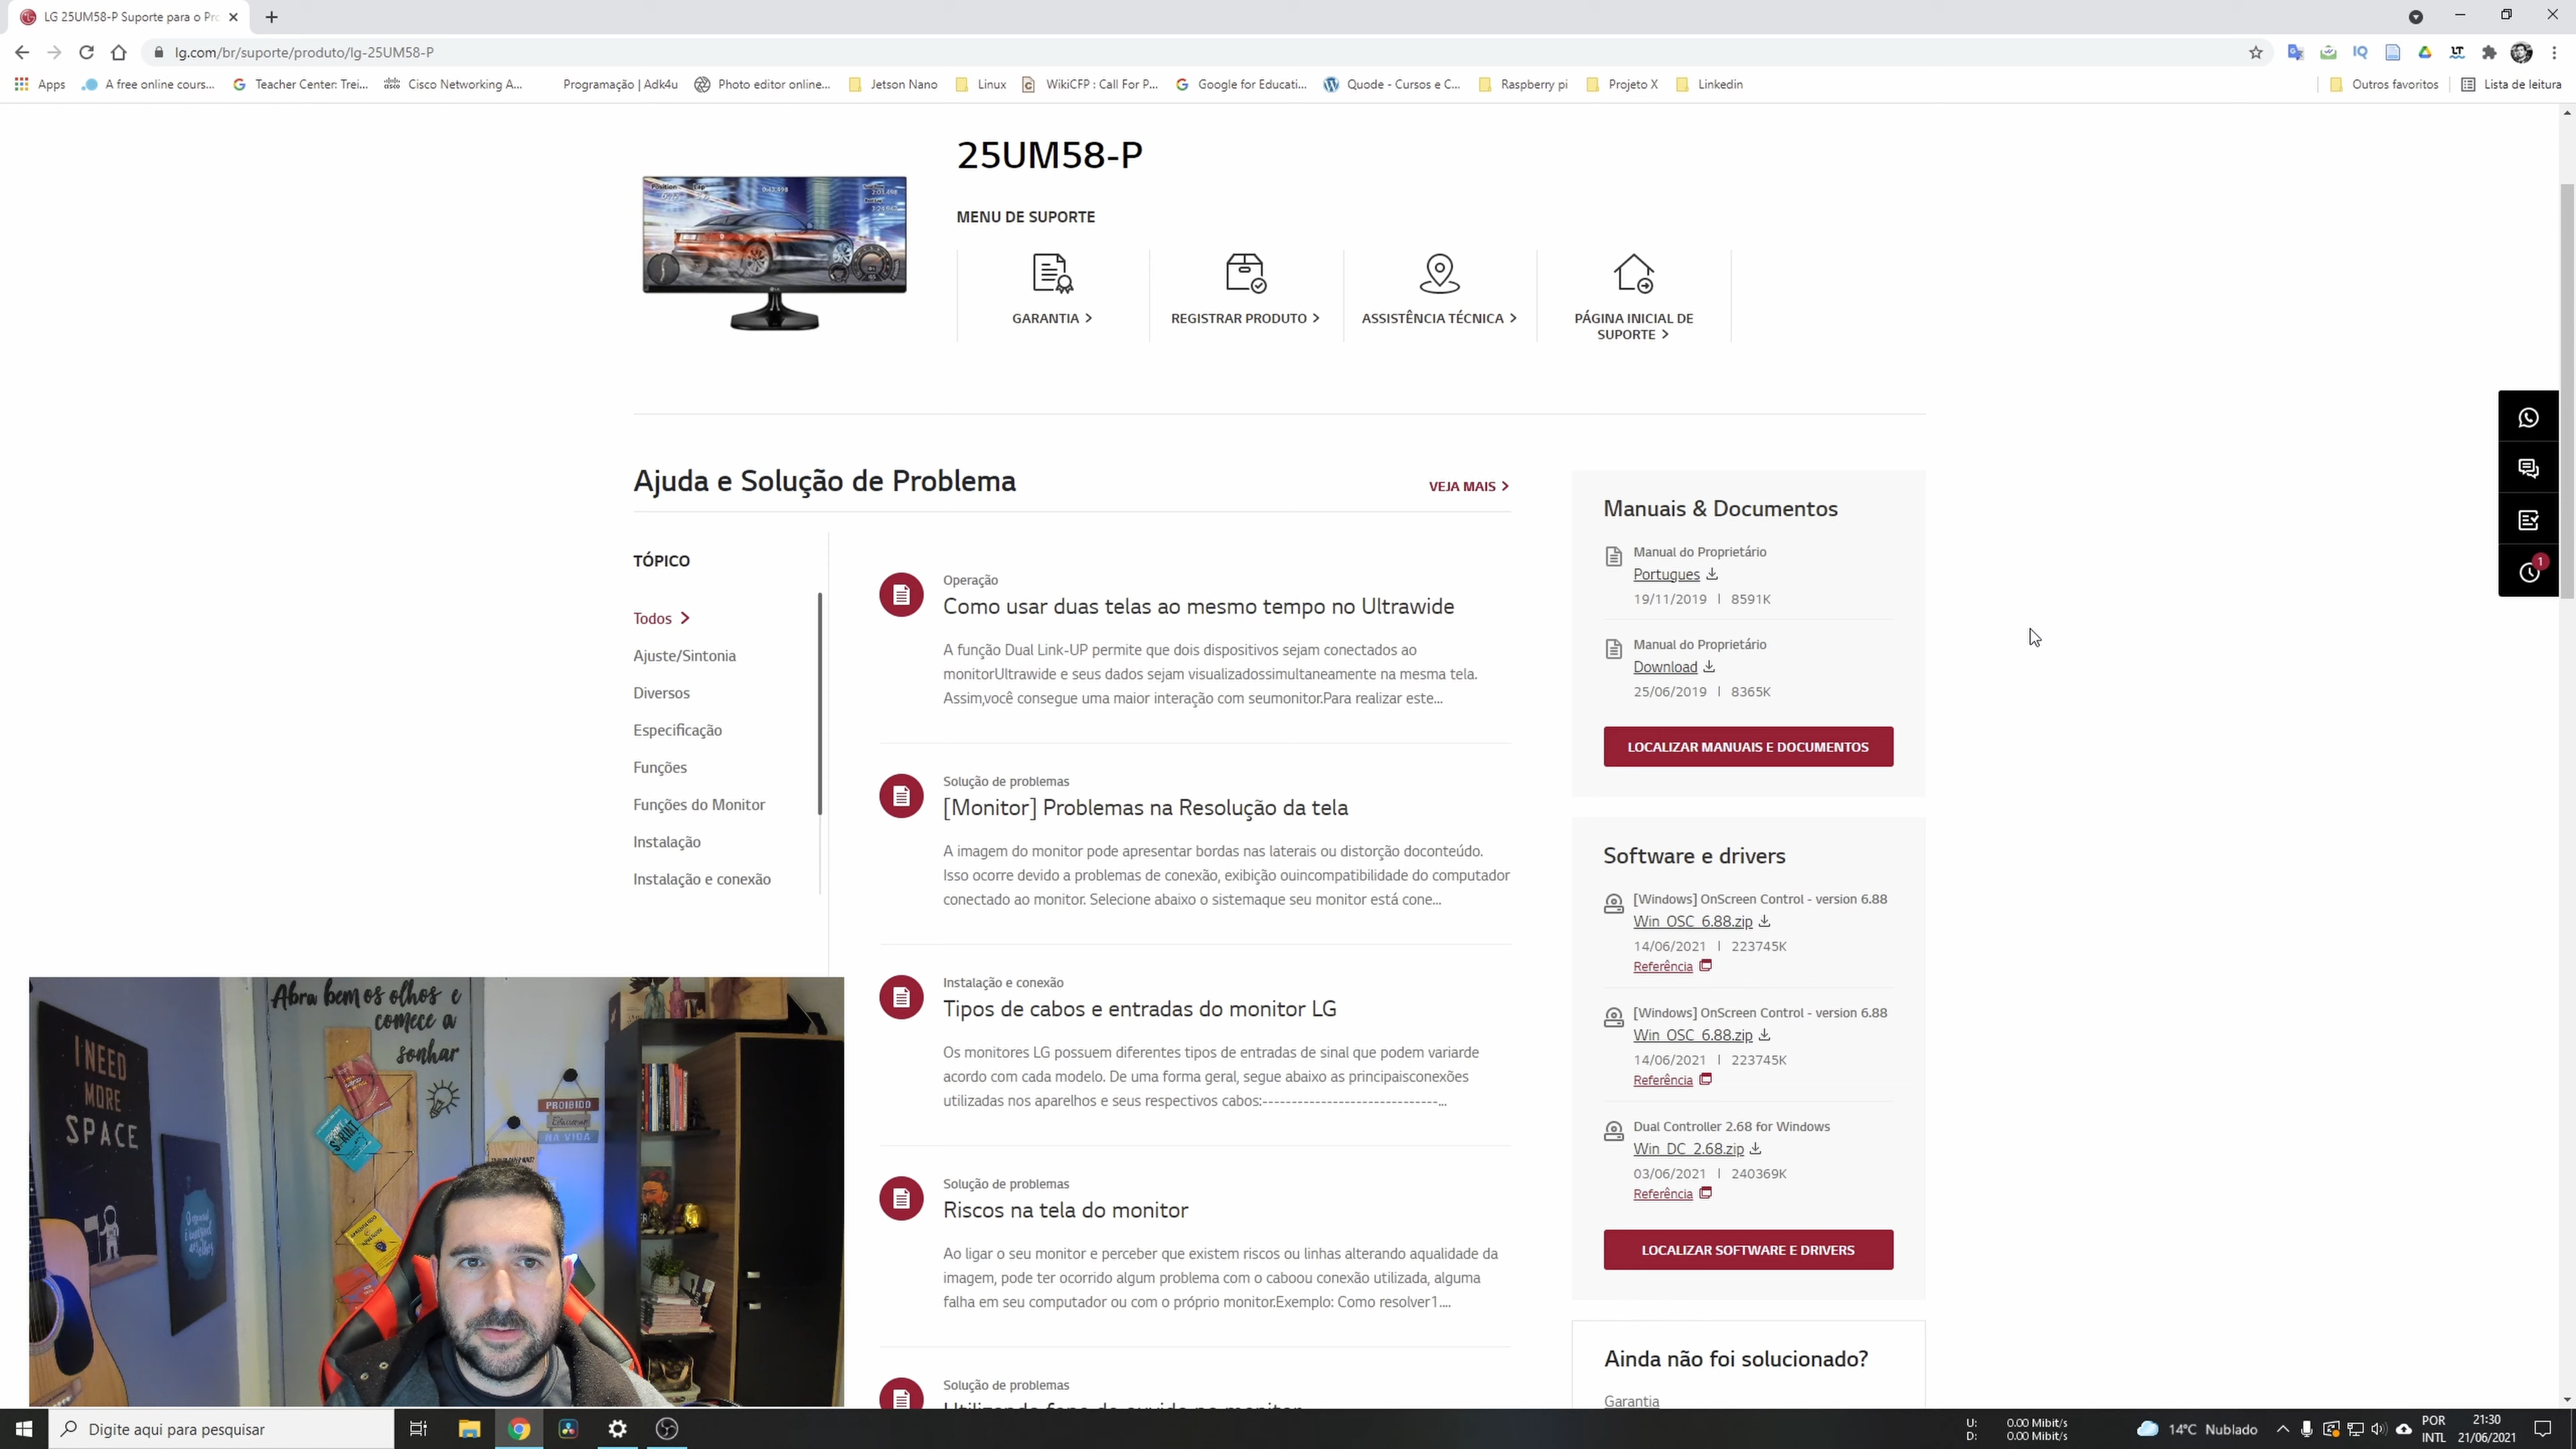 LG 25UM58-P Suporte para o Pro
lg.com/br/suporte/produto/lg-25UM58-P
Apps
A free online cours...
Teacher Center: Trei...
Cisco Networking A...
Programação | Adk4u
Photo editor online...
Jetson Nano
Linux
WikiCFP : Call For P...
Google for Educati...
Quode - Cursos e C...
Raspberry pi
Projeto X
Linkedin
Outros favoritos
Lista de leitura
25UM58-P
MENU DE SUPORTE
GARANTIA
REGISTRAR PRODUTO
ASSISTÊNCIA TÉCNICA
PÁGINA INICIAL DE
SUPORTE
Ajuda e Solução de Problema
VEJA MAIS
TÓPICO
Todos
Ajuste/Sintonia
Diversos
Especificação
Funções
Funções do Monitor
Instalação
Instalação e conexão
Operação
Como usar duas telas ao mesmo tempo no Ultrawide
A função Dual Link-UP permite que dois dispositivos sejam conectados ao
monitorUltrawide e seus dados sejam visualizadossimultaneamente na mesma tela.
Assim,você consegue uma maior interação com seumonitor.Para realizar este...
Solução de problemas
[Monitor] Problemas na Resolução da tela
A imagem do monitor pode apresentar bordas nas laterais ou distorção doconteúdo.
Isso ocorre devido a problemas de conexão, exibição ouincompatibilidade do computador
conectado ao monitor. Selecione abaixo o sistemaque seu monitor está cone...
Instalação e conexão
Tipos de cabos e entradas do monitor LG
Os monitores LG possuem diferentes tipos de entradas de sinal que podem variarde
acordo com cada modelo. De uma forma geral, segue abaixo as principaisconexões
utilizadas nos aparelhos e seus respectivos cabos:------------------------------...
Solução de problemas
Riscos na tela do monitor
Ao ligar o seu monitor e perceber que existem riscos ou linhas alterando aqualidade da
imagem, pode ter ocorrido algum problema com o caboou conexão utilizada, alguma
falha em seu computador ou com o próprio monitor.Exemplo: Como resolver1....
Solução de problemas
Utilizando fone de ouvido no monitor
Manuais & Documentos
Manual do Proprietário
Portugues
19/11/2019 | 8591K
Manual do Proprietário
Download
25/06/2019 | 8365K
LOCALIZAR MANUAIS E DOCUMENTOS
Software e drivers
[Windows] OnScreen Control - version 6.88
Win_OSC_6.88.zip
14/06/2021 | 223745K
Referência
[Windows] OnScreen Control - version 6.88
Win_OSC_6.88.zip
14/06/2021 | 223745K
Referência
Dual Controller 2.68 for Windows
Win_DC_2.68.zip
03/06/2021 | 240369K
Referência
LOCALIZAR SOFTWARE E DRIVERS
Ainda não foi solucionado?
Garantia
1
Abra bem os olhos e
comece a
sonhar
I NEED
MORE
SPACE
PROIBIDO
NA VIDA
SPRINT
Digite aqui para pesquisar
U: 0.00 Mibit/s
D: 0.00 Mibit/s
14°C Nublado
POR
INTL
21:30
21/06/2021